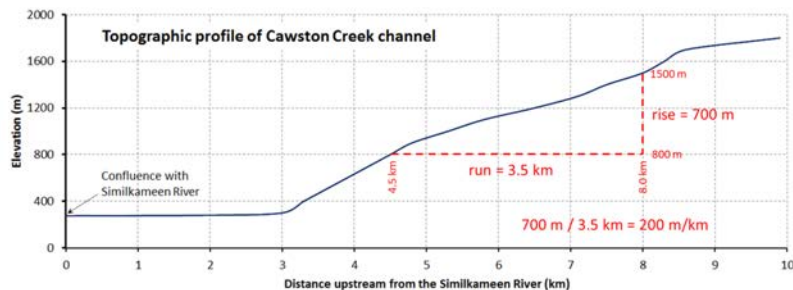 Topographic profile of Cawston Creek channel
2000
1600
1200
800
400
0
Elevation (m)
Confluence with
Similkameen River
1500 m
rise = 700 m
800 m
run = 3.5 km
4.5 km
8.0 km
700 m / 3.5 km = 200 m/km
0 1 2 3 4 5 6 7 8 9 10
Distance upstream from the Similkameen River (km)